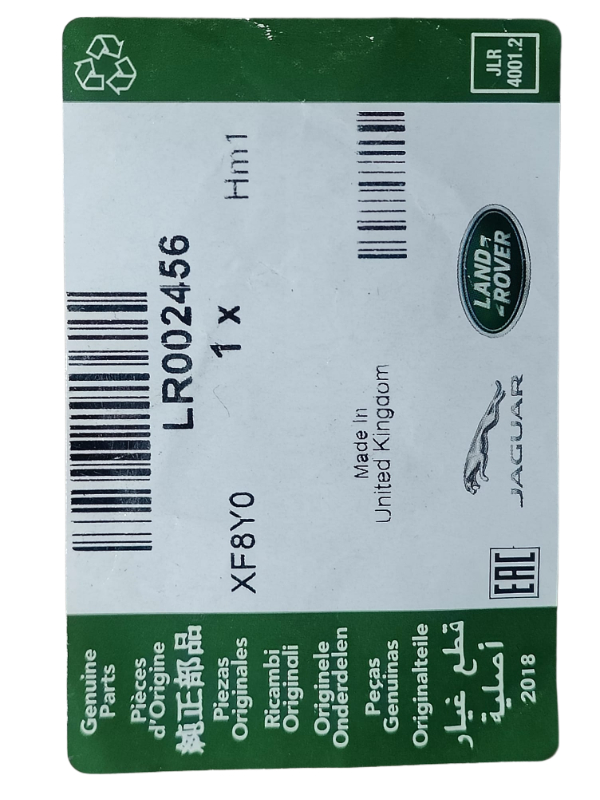 Genuine
Parts
Pièces
d'Origine
純正部品
Piezas
Originales
Ricambi
Originali
Originele
Onderdelen
Peças
Genuinas
Originalteile
قطع غيار
أصلية
2018
LR002456
XF8Y0
1 x
Hm1
Made In
United Kingdom
EAC
JAGUAR
LAND
ROVER
JLR
4001.2